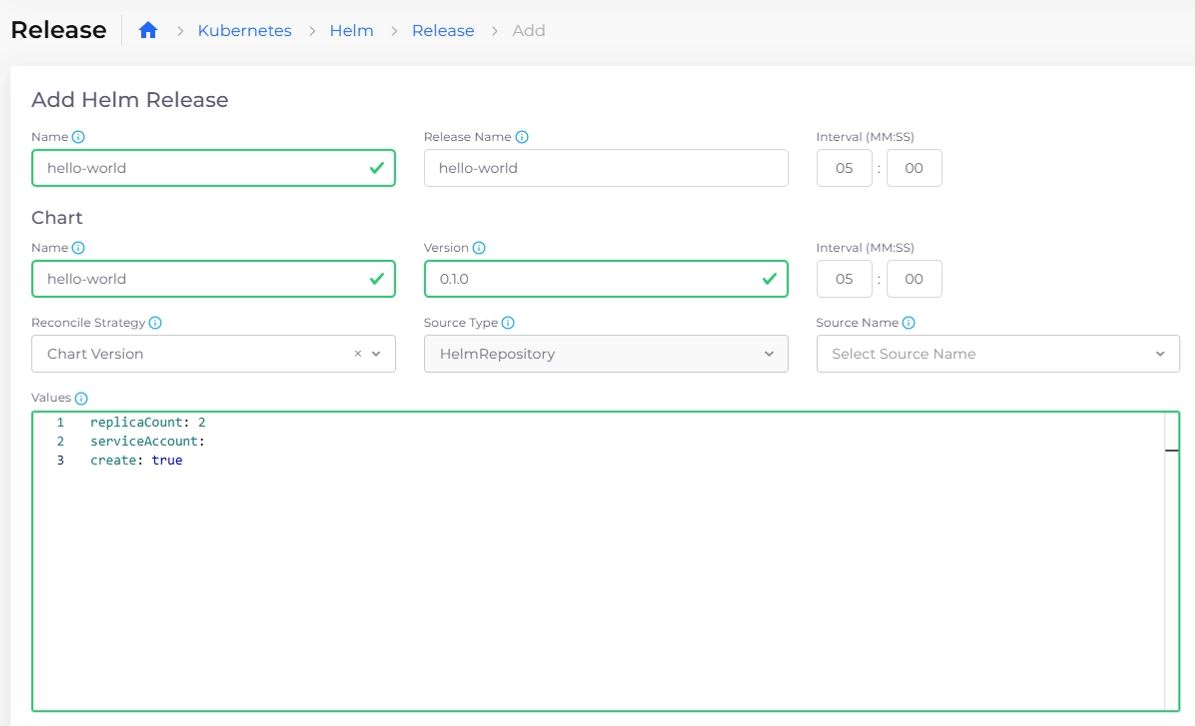 Release > Kubernetes > Helm > Release > Add
Add Helm Release
Name Release Name Interval (MM:SS)
hello-world hello-world 05 : 00
Chart
Name Version Interval (MM:SS)
hello-world 0.1.0 05 : 00
Reconcile Strategy Source Type Source Name
Chart Version × HelmRepository Select Source Name
Values
1 replicaCount: 2
2 serviceAccount:
3 create: true